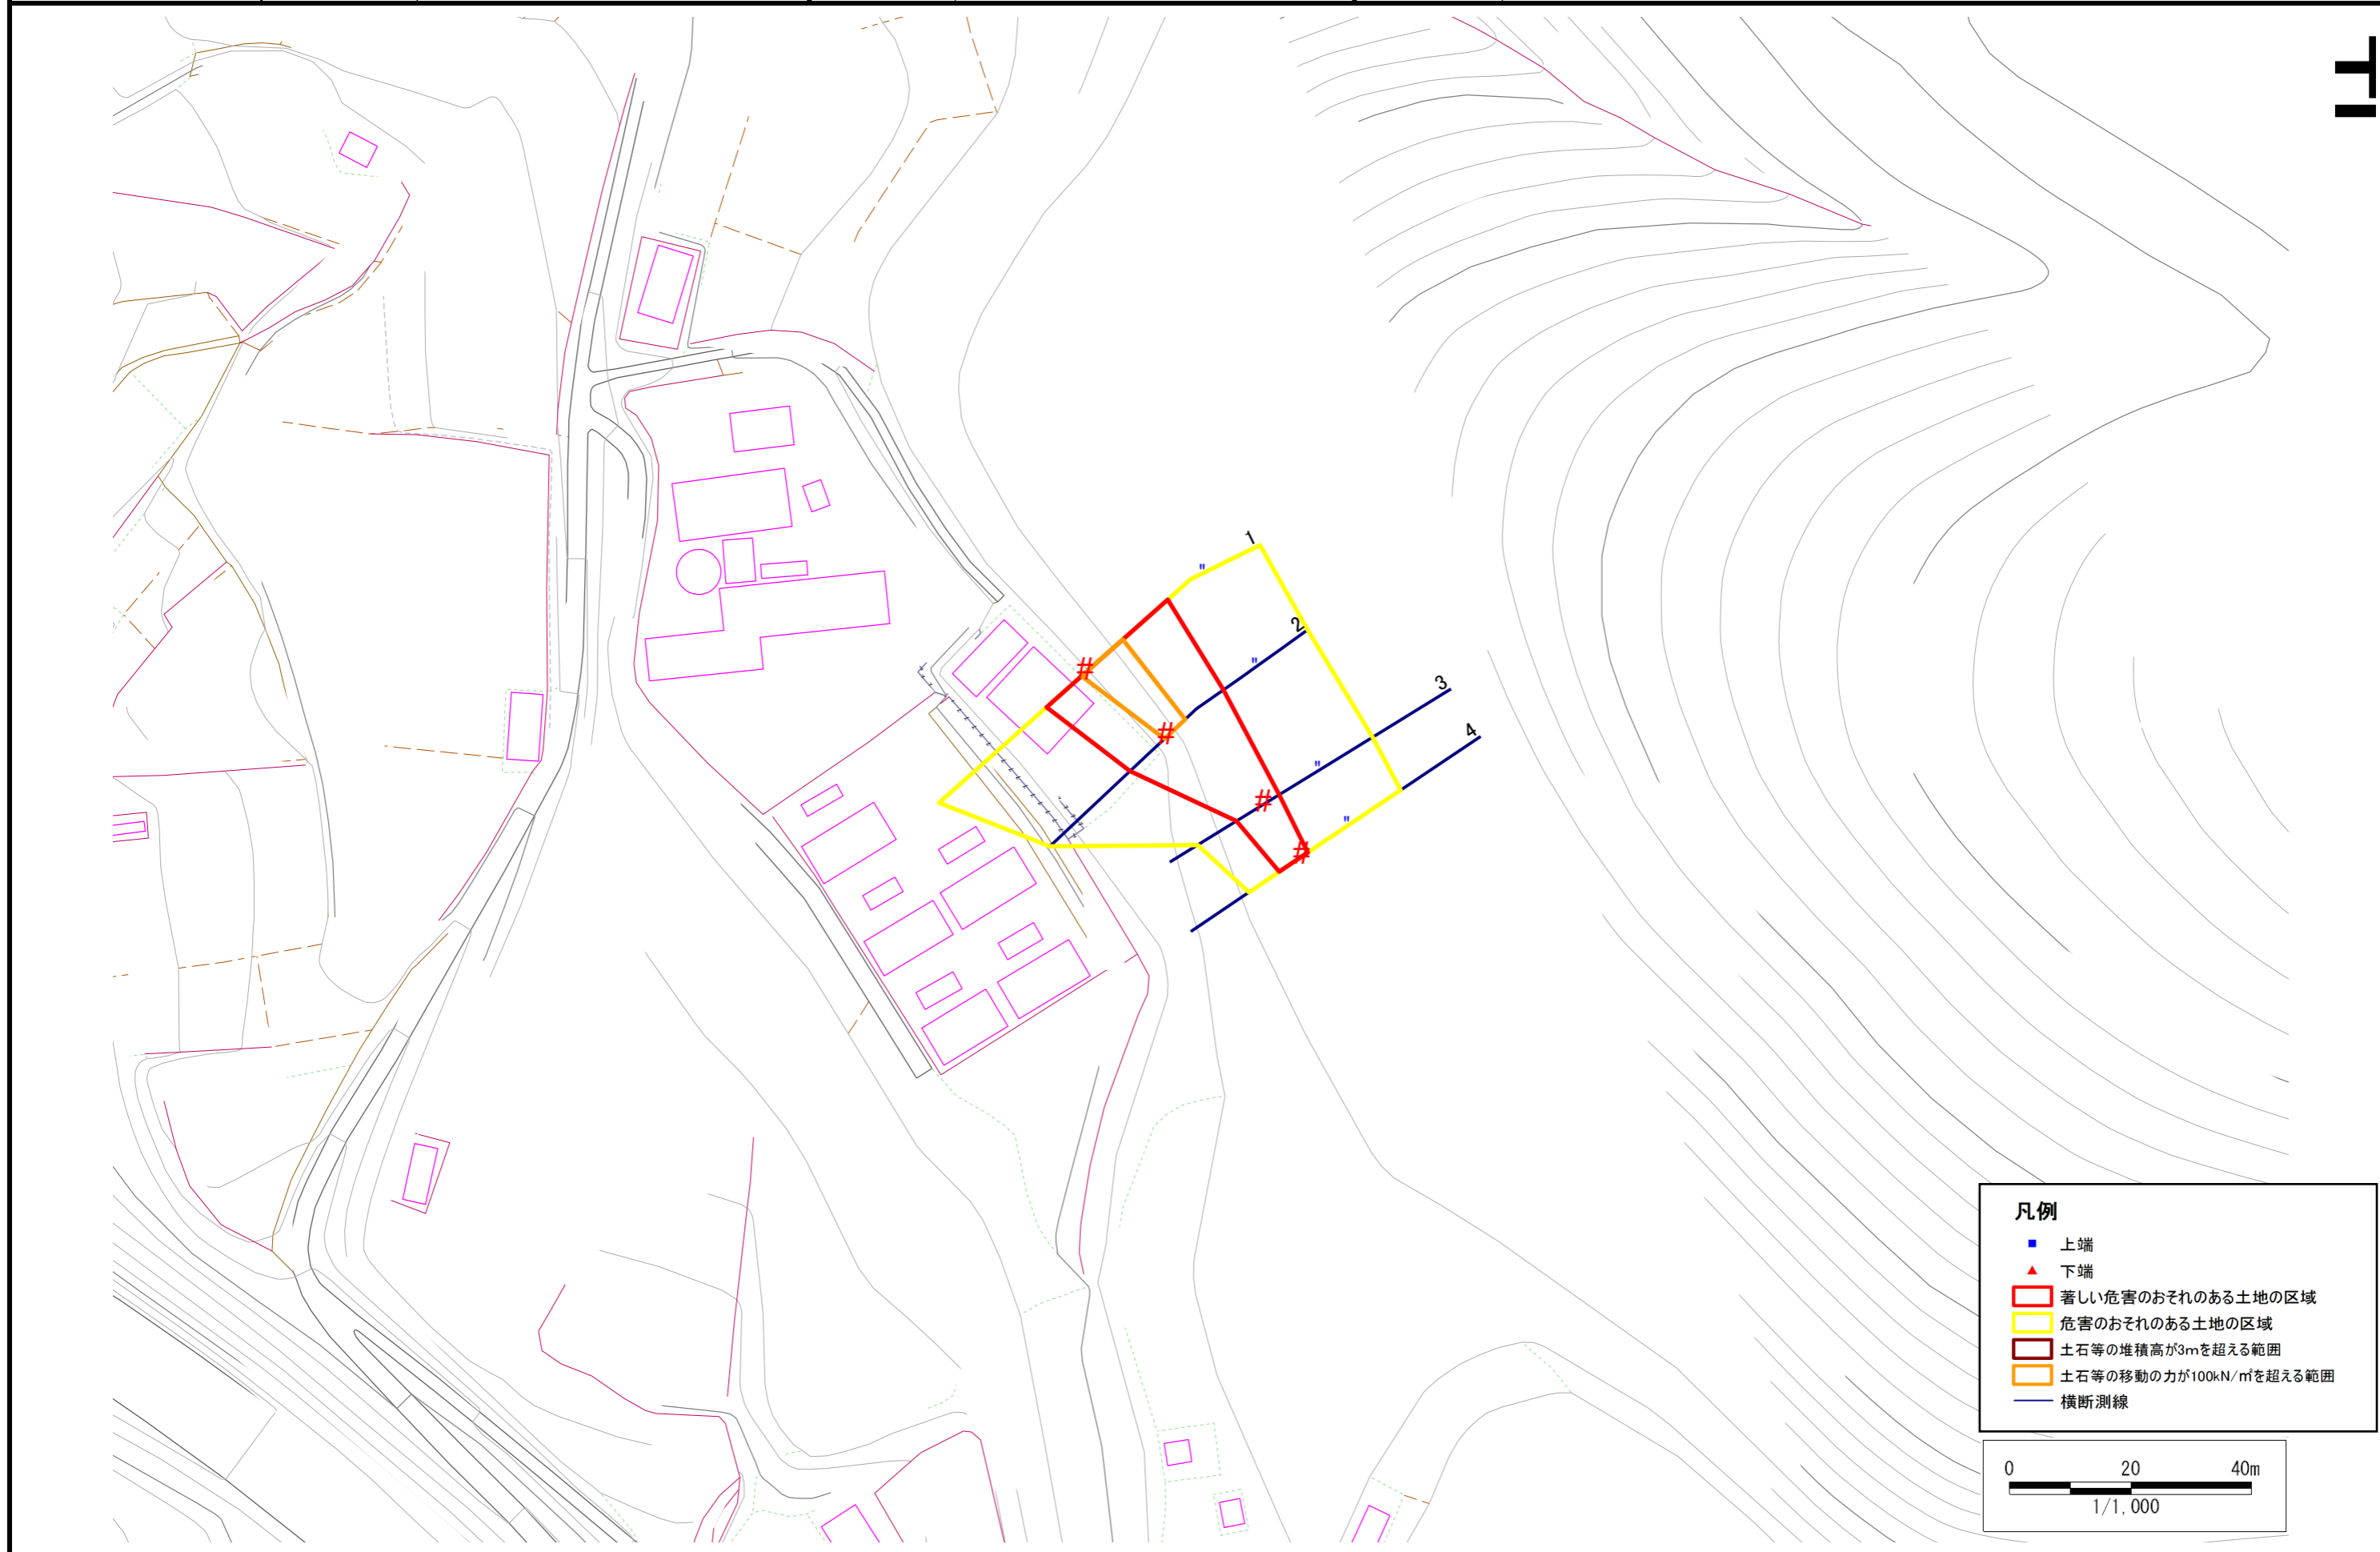 1
"
2
"
#
3
#
4
"
#
"
#
凡例
上端
下端
著しい危害のおそれのある土地の区域
危害のおそれのある土地の区域
土石等の堆積高が3mを超える範囲
土石等の移動の力が100kN/㎡を超える範囲
横断測線
0 20 40m
1/1,000